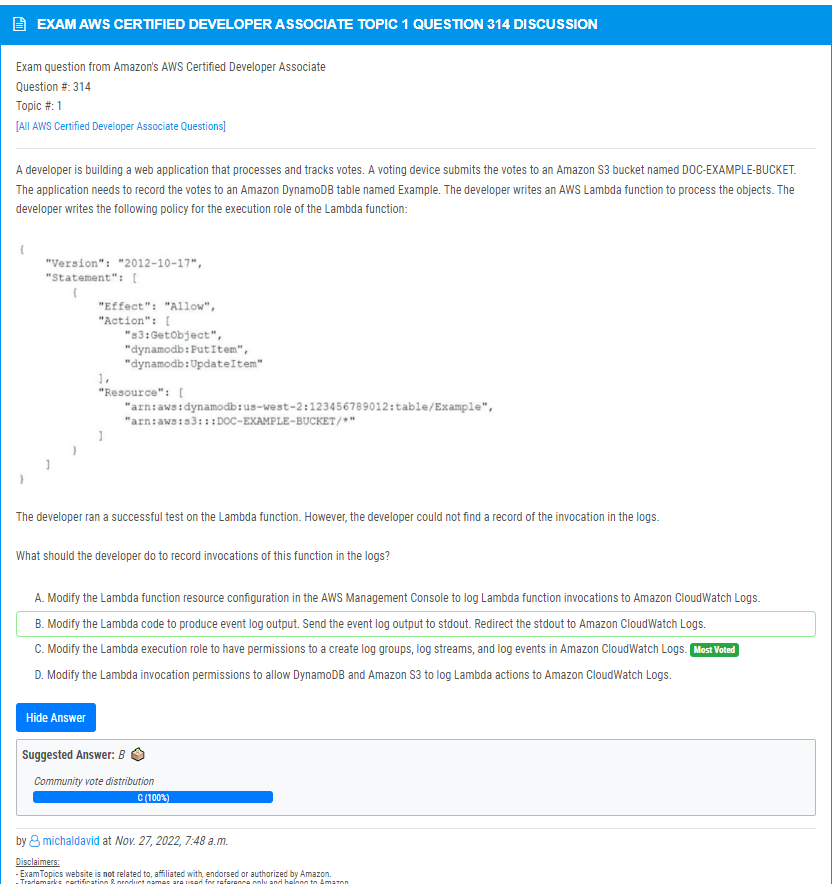 EXAM AWS CERTIFIED DEVELOPER ASSOCIATE TOPIC 1 QUESTION 314 DISCUSSION
Exam question from Amazon's AWS Certified Developer Associate
Question #: 314
Topic #: 1
[All AWS Certified Developer Associate Questions]
A developer is building a web application that processes and tracks votes. A voting device submits the votes to an Amazon S3 bucket named DOC-EXAMPLE-BUCKET.
The application needs to record the votes to an Amazon DynamoDB table named Example. The developer writes an AWS Lambda function to process the objects. The
developer writes the following policy for the execution role of the Lambda function:
{
"Version": "2012-10-17",
"Statement": [
{
"Effect": "Allow",
"Action": [
"s3:GetObject",
"dynamodb:PutItem",
"dynamodb:UpdateItem"
],
"Resource": [
"arn:aws:dynamodb:us-west-2:123456789012:table/Example",
"arn:aws:s3:::DOC-EXAMPLE-BUCKET/*"
]
}
]
}
The developer ran a successful test on the Lambda function. However, the developer could not find a record of the invocation in the logs.
What should the developer do to record invocations of this function in the logs?
A. Modify the Lambda function resource configuration in the AWS Management Console to log Lambda function invocations to Amazon CloudWatch Logs.
B. Modify the Lambda code to produce event log output. Send the event log output to stdout. Redirect the stdout to Amazon CloudWatch Logs.
C. Modify the Lambda execution role to have permissions to a create log groups, log streams, and log events in Amazon CloudWatch Logs. Most Voted
D. Modify the Lambda invocation permissions to allow DynamoDB and Amazon S3 to log Lambda actions to Amazon CloudWatch Logs.
Hide Answer
Suggested Answer: B
Community vote distribution
C (100%)
by michaldavid at Nov. 27, 2022, 7:48 a.m.
Disclaimers:
- ExamTopics website is not related to, affiliated with, endorsed or authorized by Amazon.
- Trademarks, certification & product names are used for reference only and belong to Amazon.